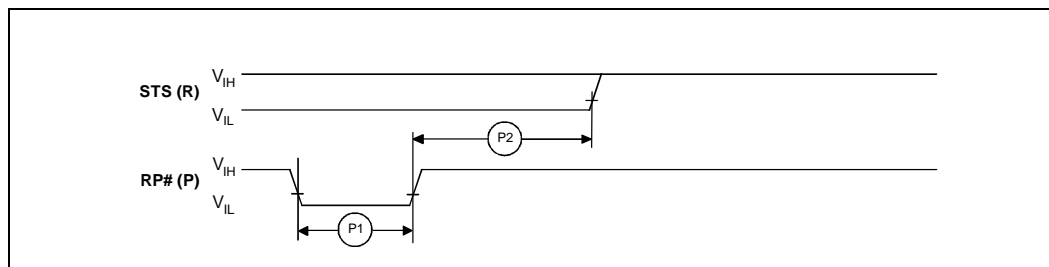 V_IH
STS (R)
V_IL
P2
V_IH
RP# (P)
V_IL
P1